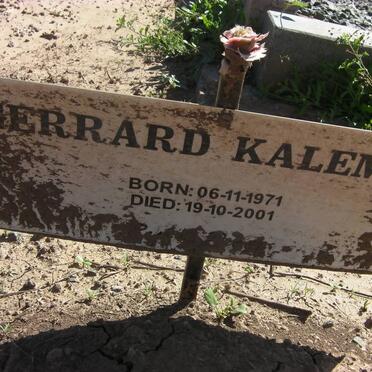 ERRARD KALEM
BORN: 06-11-1971
DIED: 19-10-2001